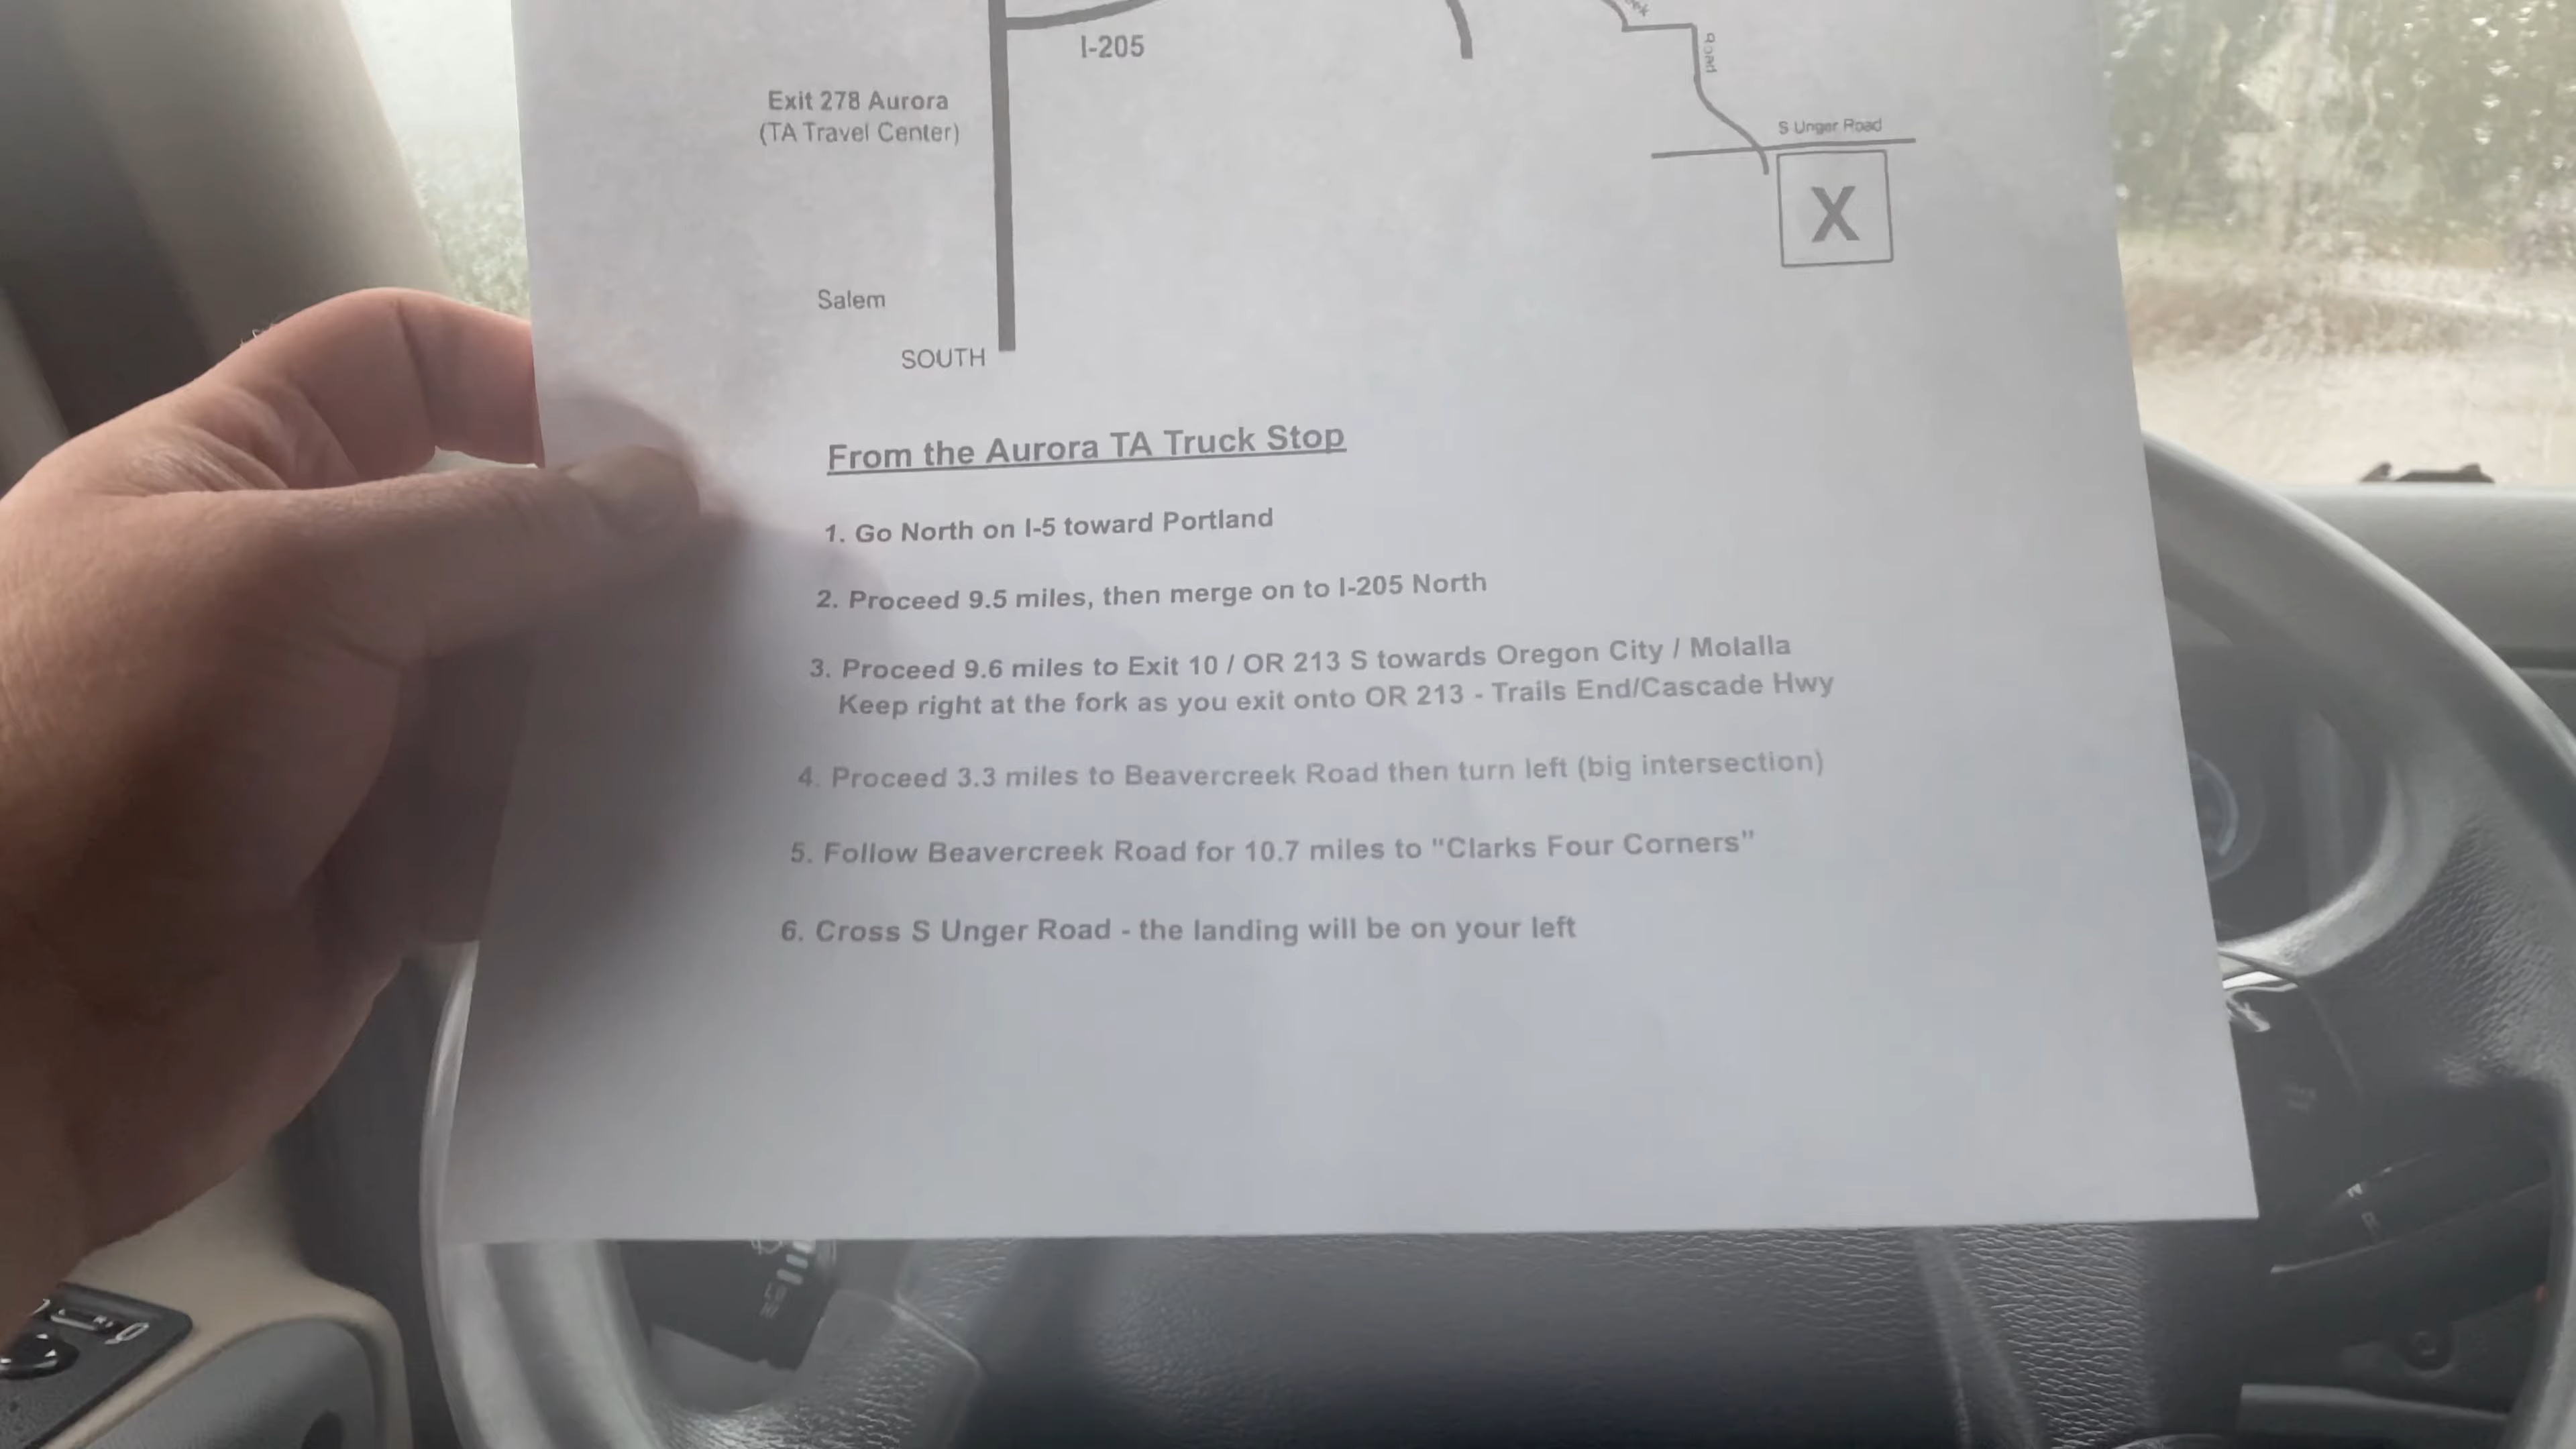 I-205
Road
Exit 278 Aurora
(TA Travel Center)
S Unger Road
X
Salem
SOUTH
From the Aurora TA Truck Stop
1. Go North on I-5 toward Portland
2. Proceed 9.5 miles, then merge on to I-205 North
3. Proceed 9.6 miles to Exit 10 / OR 213 S towards Oregon City / Molalla
Keep right at the fork as you exit onto OR 213 - Trails End/Cascade Hwy
4. Proceed 3.3 miles to Beavercreek Road then turn left (big intersection)
5. Follow Beavercreek Road for 10.7 miles to "Clarks Four Corners"
6. Cross S Unger Road - the landing will be on your left
N
R